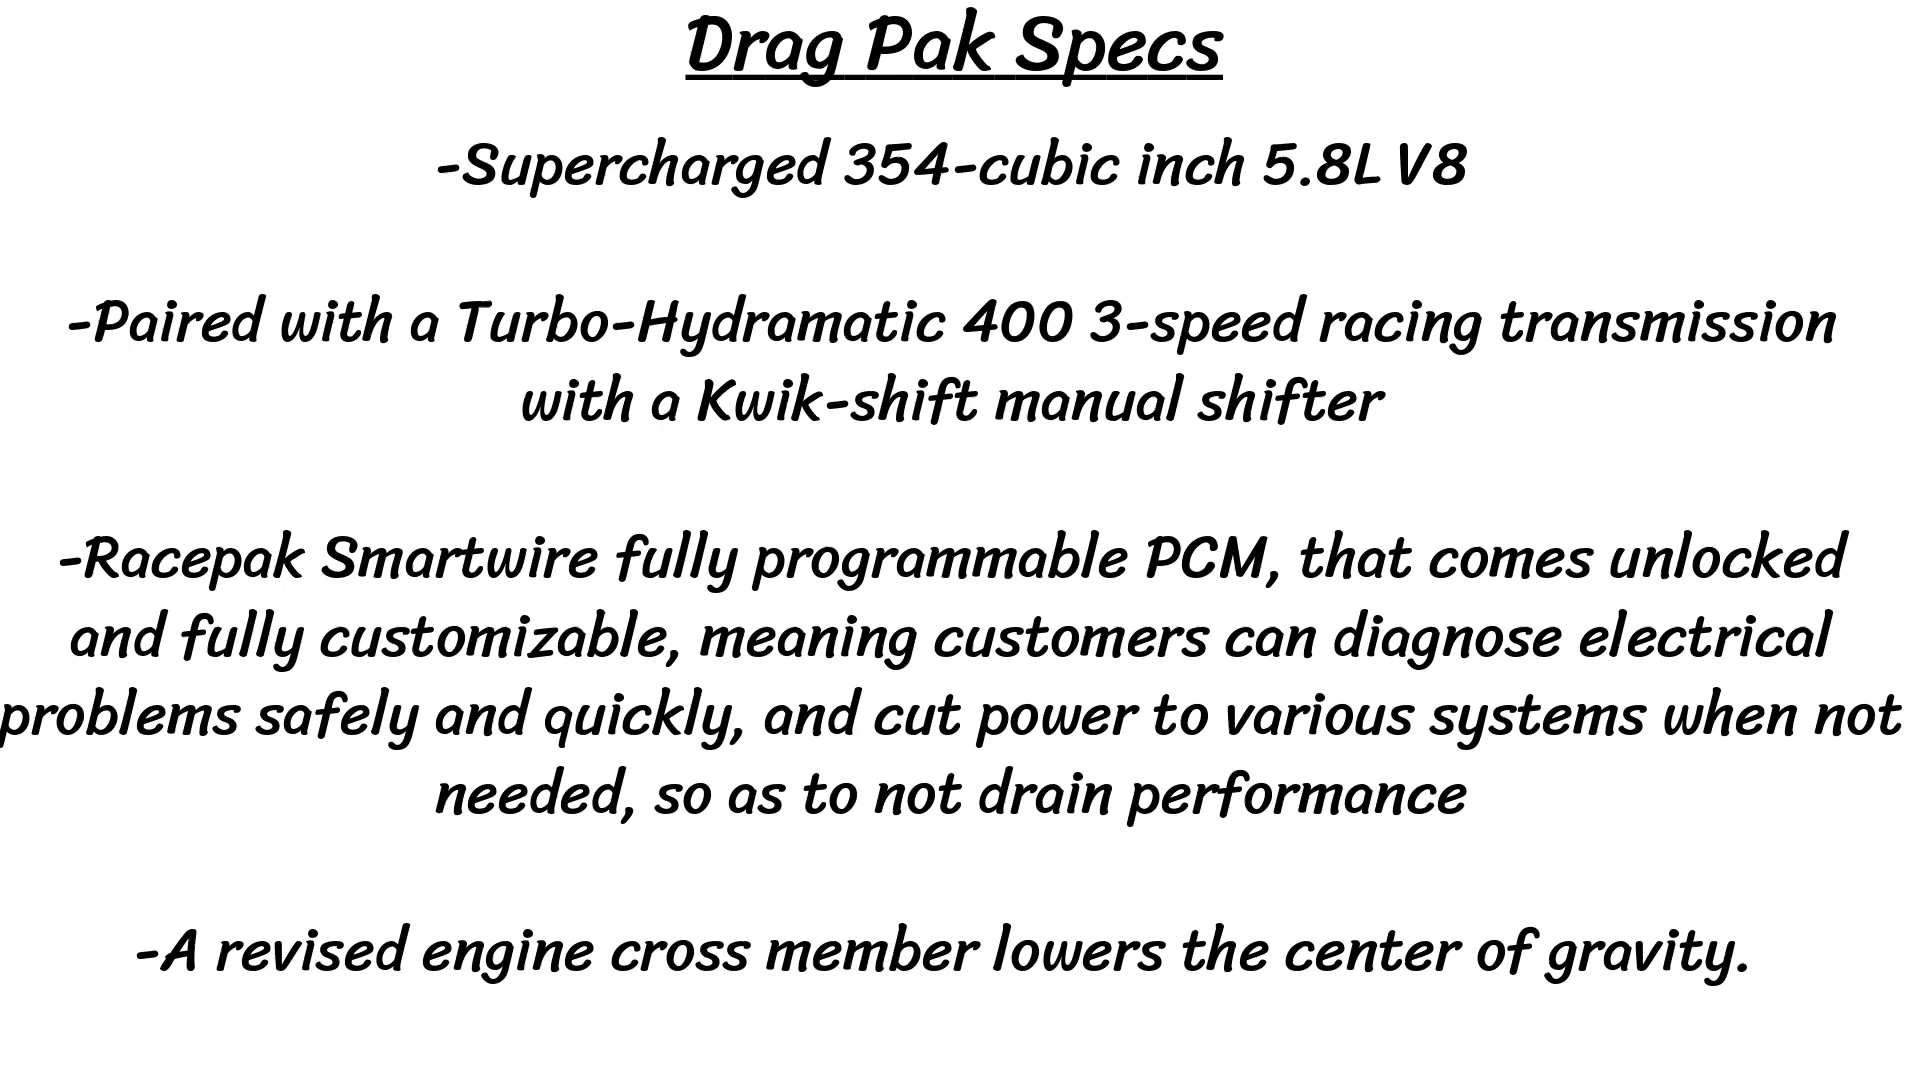 Drag Pak Specs
-Supercharged 354-cubic inch 5.8L V8
-Paired with a Turbo-Hydramatic 400 3-speed racing transmission
with a Kwik-shift manual shifter
-Racepak Smartwire fully programmable PCM, that comes unlocked
and fully customizable, meaning customers can diagnose electrical
problems safely and quickly, and cut power to various systems when not
needed, so as to not drain performance
-A revised engine cross member lowers the center of gravity.